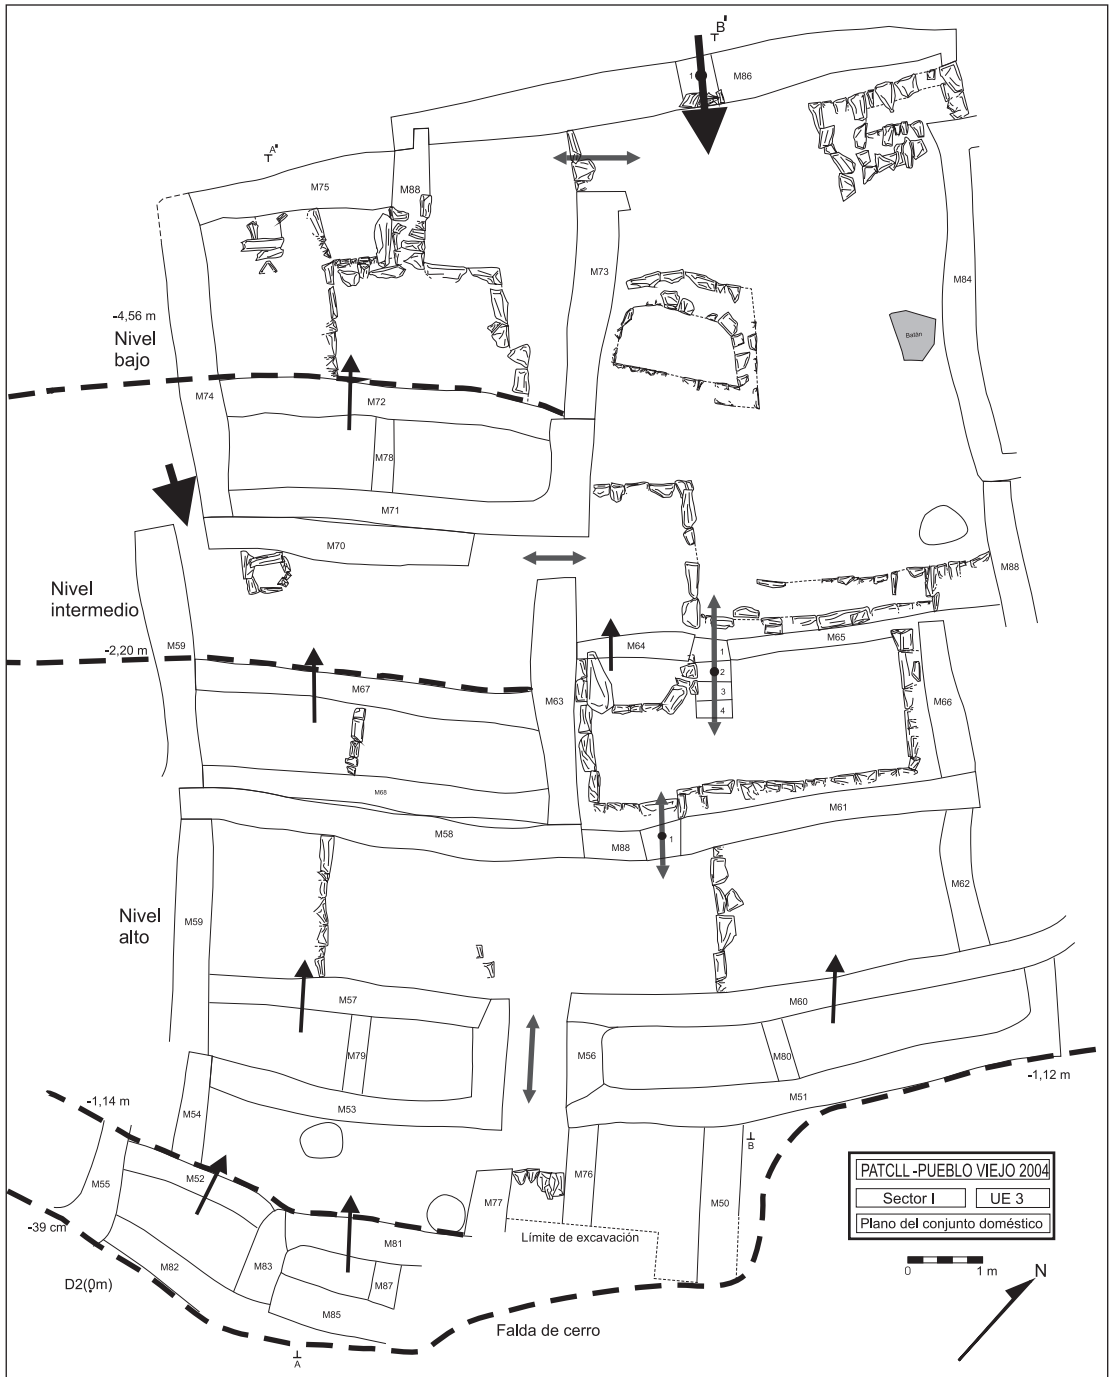 B'
1
M86
A'
M75
M88
M73
M84
-4,56 m
Nivel
bajo
Batán
M74
M72
M78
M71
M70
M88
Nivel
intermedio
M59
-2,20 m
M64
1
M65
2
M67
3
M63
M66
4
M68
M61
M58
M88
1
M62
Nivel
alto
M59
M57
M60
M79
M56
M80
-1,12 m
M51
-1,14 m
M53
M54
B
M55
M52
M76
PATCLL -PUEBLO VIEJO 2004
M77
M50
Sector I
UE 3
Plano del conjunto doméstico
-39 cm
Límite de excavación
M81
M82
M83
0
1 m
N
D2(0m)
M87
M85
Falda de cerro
A